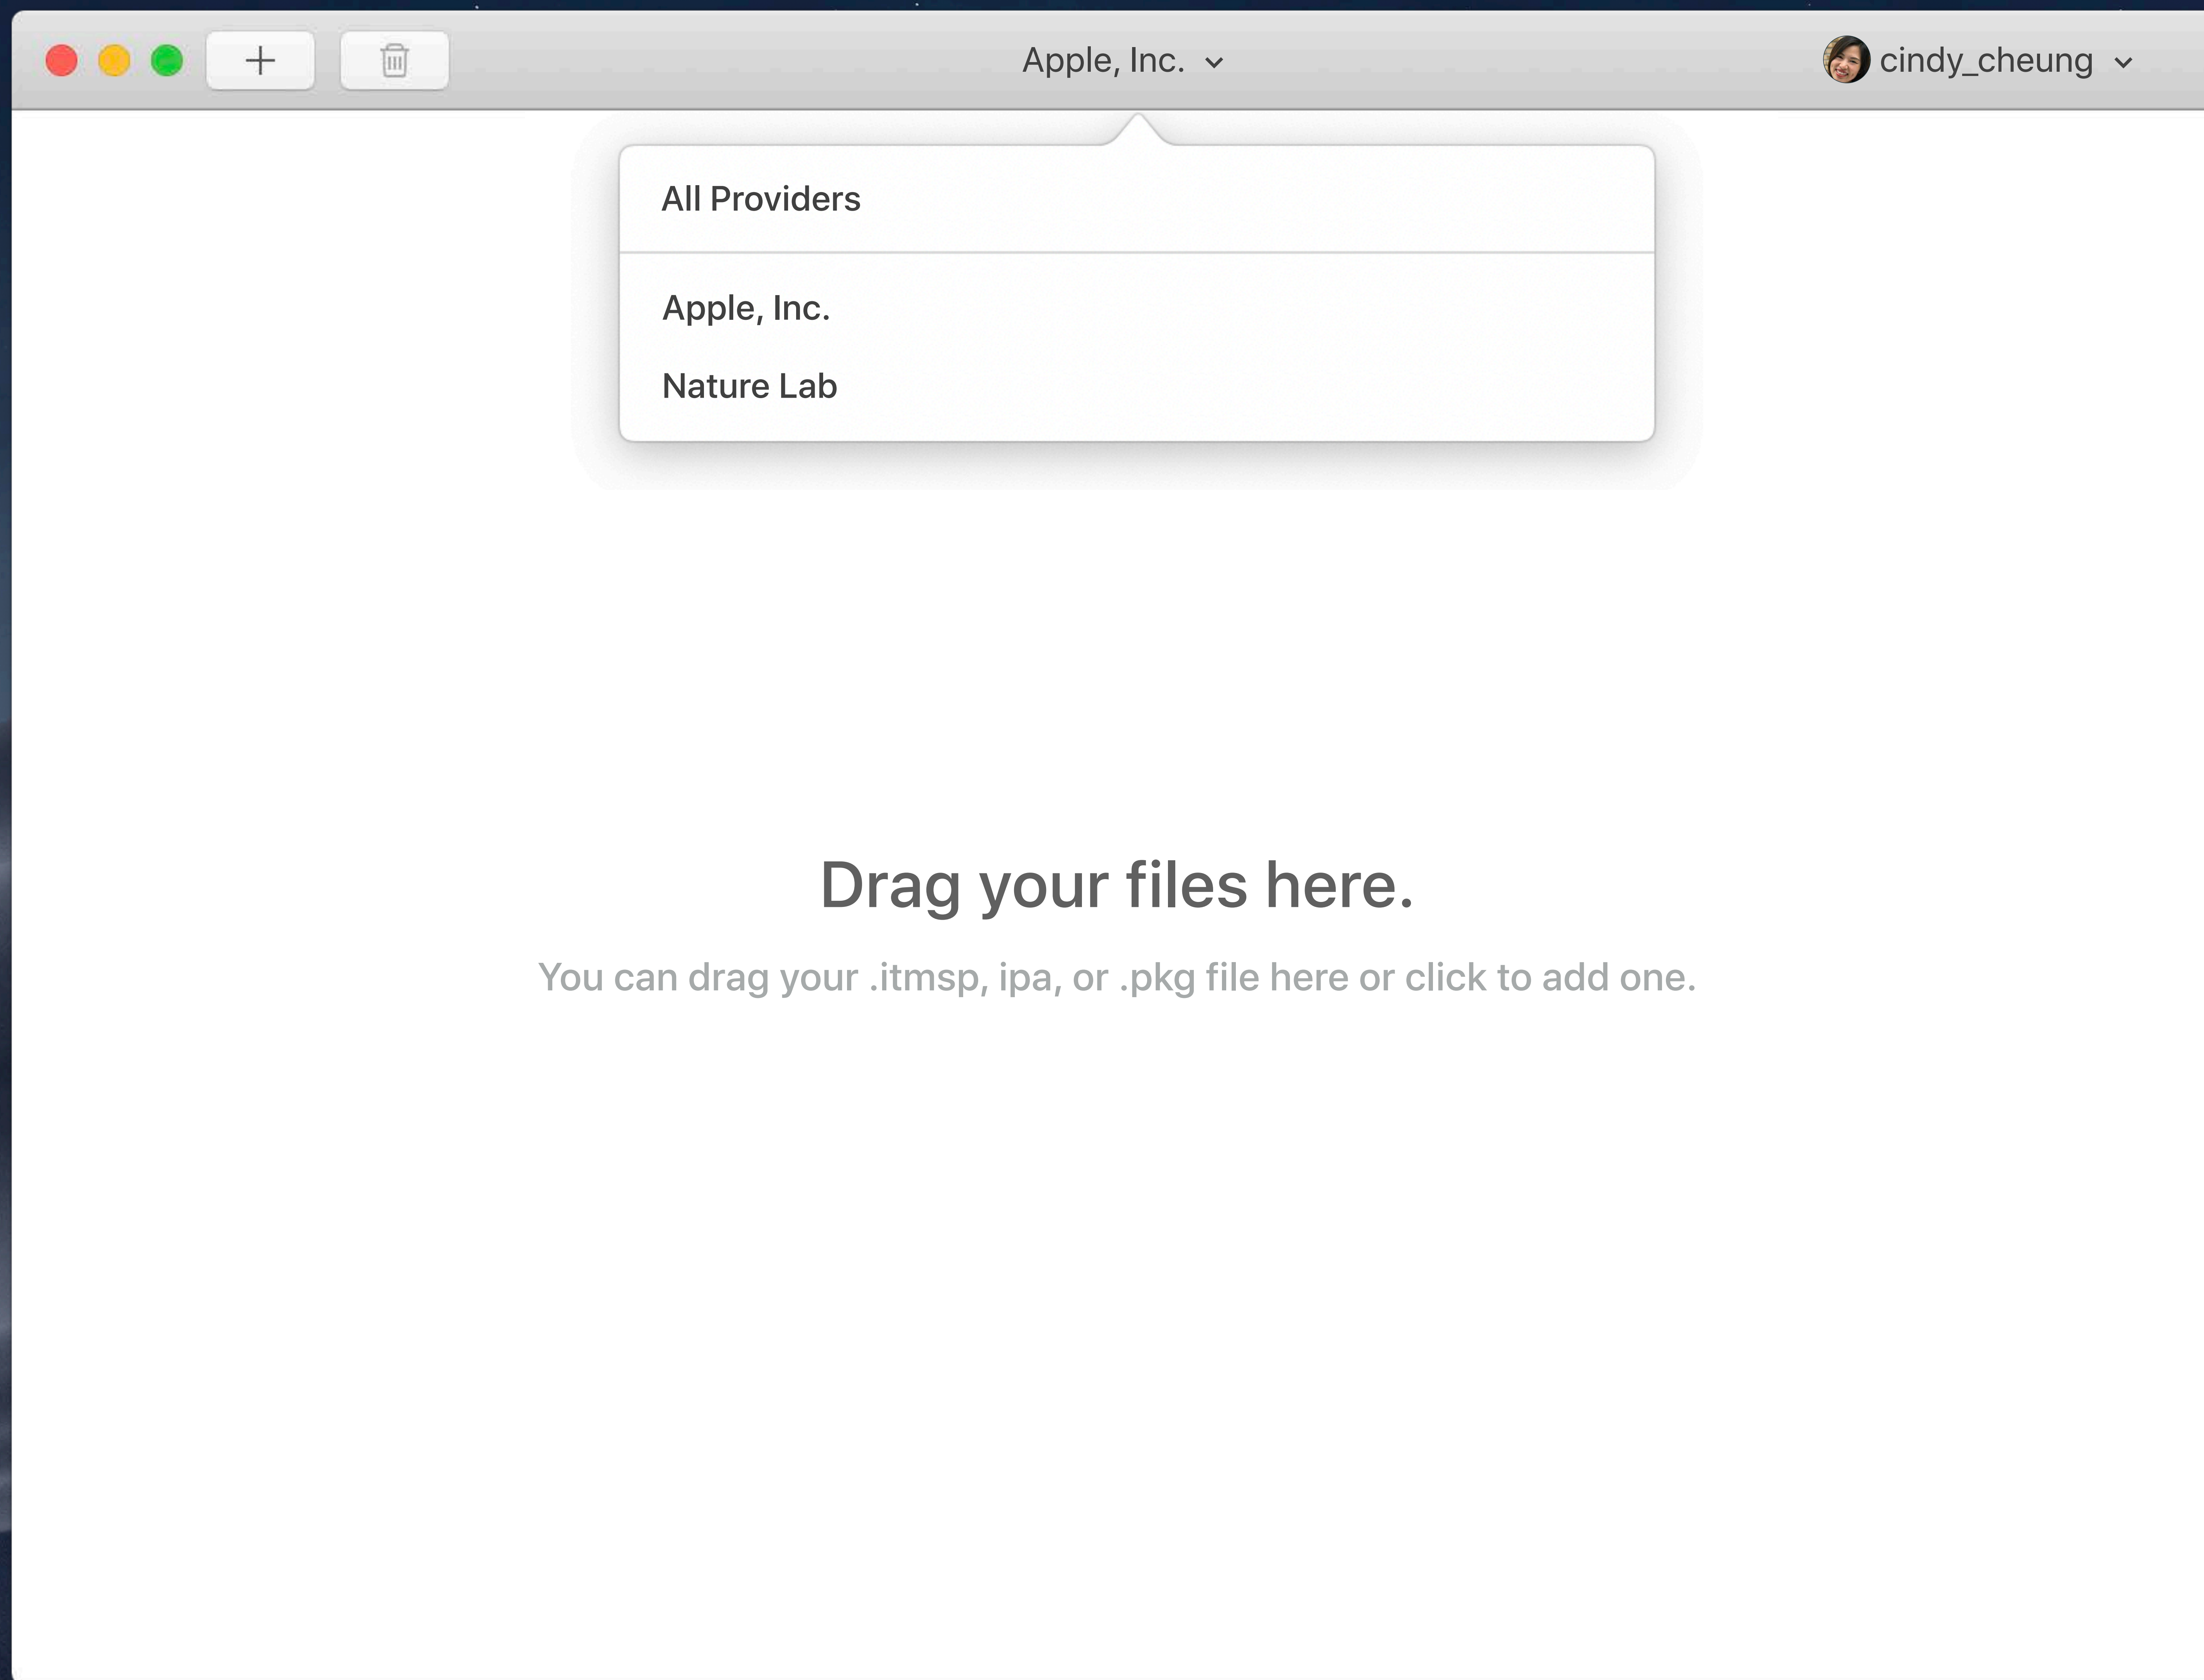 Apple, Inc.
cindy_cheung
All Providers
Apple, Inc.
Nature Lab
Drag your files here.
You can drag your .itmsp, ipa, or .pkg file here or click to add one.